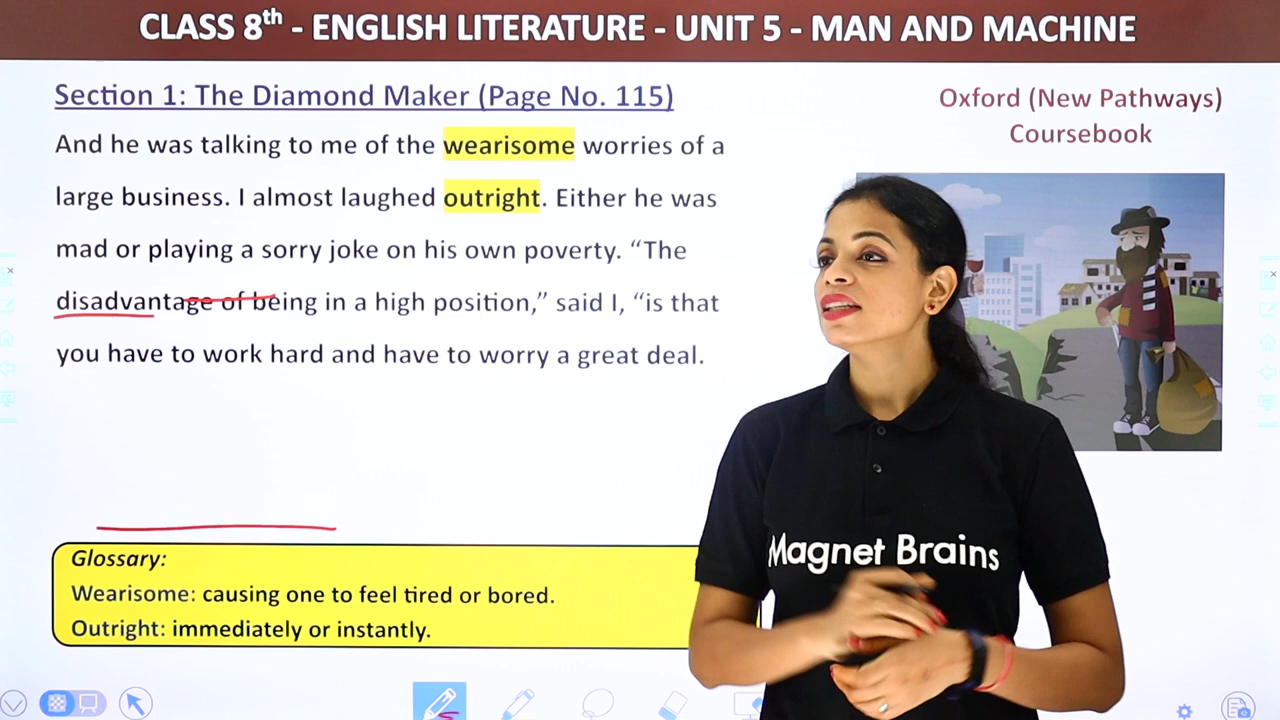 CLASS 8th - ENGLISH LITERATURE - UNIT 5 - MAN AND MACHINE
Section 1: The Diamond Maker (Page No. 115)
Oxford (New Pathways)
Coursebook
And he was talking to me of the wearisome worries of a
large business. I almost laughed outright. Either he was
mad or playing a sorry joke on his own poverty. “The
disadvantage of being in a high position,” said I, “is that
you have to work hard and have to worry a great deal.
Glossary:
Wearisome: causing one to feel tired or bored.
Outright: immediately or instantly.
Magnet Brains